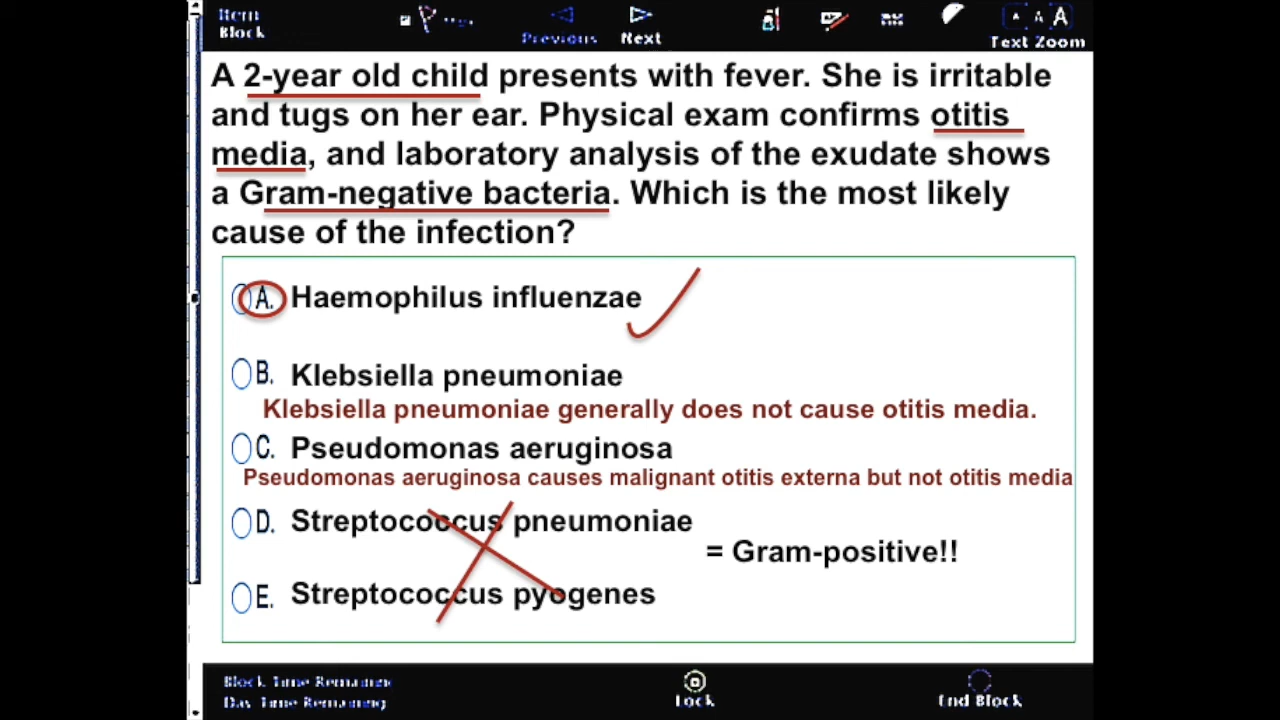 Item
Block
Previous
Next
A A A
Text Zoom
A 2-year old child presents with fever. She is irritable
and tugs on her ear. Physical exam confirms otitis
media, and laboratory analysis of the exudate shows
a Gram-negative bacteria. Which is the most likely
cause of the infection?
A. Haemophilus influenzae
B. Klebsiella pneumoniae
Klebsiella pneumoniae generally does not cause otitis media.
C. Pseudomonas aeruginosa
Pseudomonas aeruginosa causes malignant otitis externa but not otitis media
D. Streptococcus pneumoniae
= Gram-positive!!
E. Streptococcus pyogenes
Block Time Remaining
Day Time Remaining
Lock
End Block